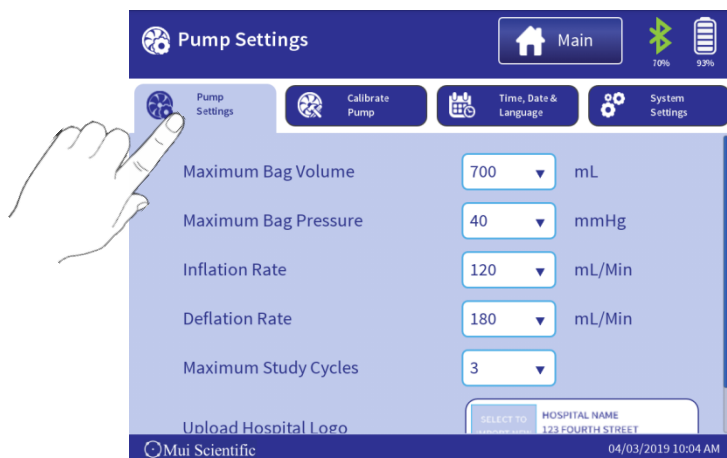 Pump Settings
Main
70%
93%
Pump
Settings
Calibrate
Pump
Time, Date &
Language
System
Settings
Maximum Bag Volume
700
mL
Maximum Bag Pressure
40
mmHg
Inflation Rate
120
mL/Min
Deflation Rate
180
mL/Min
Maximum Study Cycles
3
Upload Hospital Logo
SELECT TO
HOSPITAL NAME
123 FOURTH STREET
Mui Scientific
04/03/2019 10:04 AM